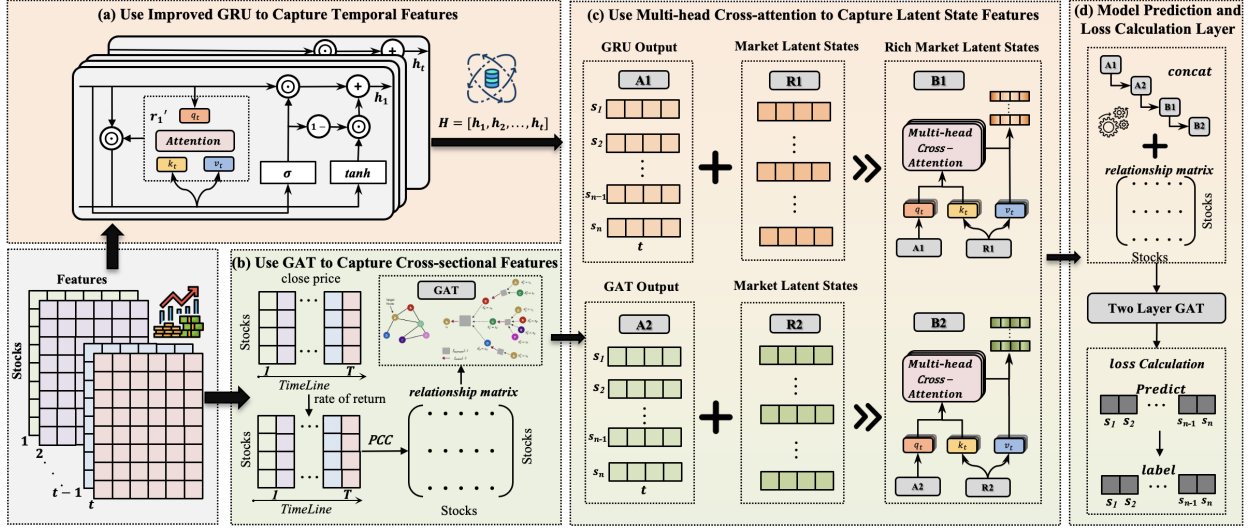 (a) Use Improved GRU to Capture Temporal Features
h_t
h_1
r_1'
q_t
Attention
k_t
v_t
1-
σ
tanh
H = [h_1, h_2, ..., h_t]
Features
Stocks
1
2
t-1
t
(b) Use GAT to Capture Cross-sectional Features
close price
Stocks
1
T
TimeLine
rate of return
Stocks
1
T
TimeLine
PCC
GAT
relationship matrix
Stocks
Stocks
(c) Use Multi-head Cross-attention to Capture Latent State Features
GRU Output
Market Latent States
Rich Market Latent States
A1
R1
B1
s_1
s_2
s_{n-1}
s_n
t
Multi-head
Cross-
Attention
q_t
k_t
v_t
A1
R1
GAT Output
Market Latent States
A2
R2
B2
s_1
s_2
s_{n-1}
s_n
t
Multi-head
Cross-
Attention
q_t
k_t
v_t
A2
R2
(d) Model Prediction and
Loss Calculation Layer
A1
A2
B1
B2
concat
relationship matrix
Stocks
Stocks
Two Layer GAT
loss Calculation
Predict
s_1 s_2 s_{n-1} s_n
label
s_1 s_2 s_{n-1} s_n